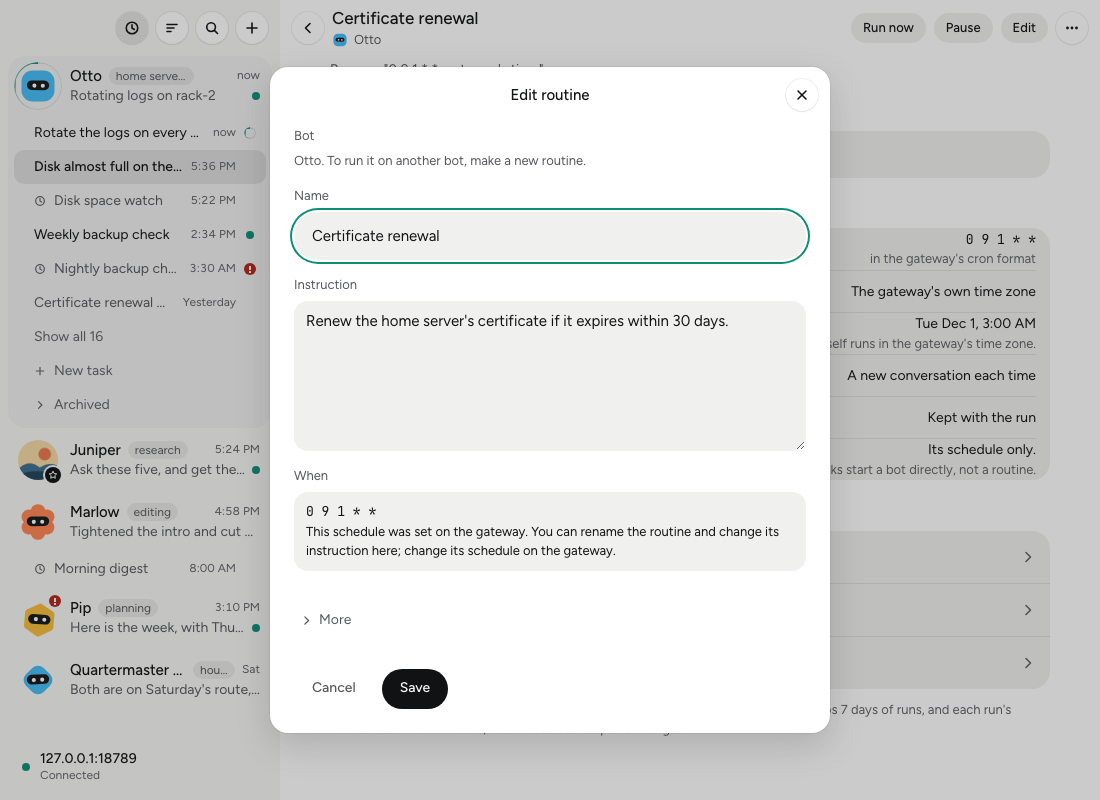 Certificate renewal
Otto
Run now
Pause
Edit
Otto
home serve...
now
Rotating logs on rack-2
Rotate the logs on every ...
now
Disk almost full on the...
5:36 PM
Disk space watch
5:22 PM
Weekly backup check
2:34 PM
Nightly backup ch...
3:30 AM
Certificate renewal ...
Yesterday
Show all 16
New task
Archived
Juniper
research
5:24 PM
Ask these five, and get the...
Marlow
editing
4:58 PM
Tightened the intro and cut ...
Morning digest
8:00 AM
Pip
planning
3:10 PM
Here is the week, with Thu...
Quartermaster ...
hou...
Sat
Both are on Saturday's route,...
127.0.0.1:18789
Connected
Edit routine
Bot
Otto. To run it on another bot, make a new routine.
Name
Certificate renewal
Instruction
Renew the home server's certificate if it expires within 30 days.
When
0 9 1 * *
This schedule was set on the gateway. You can rename the routine and change its
instruction here; change its schedule on the gateway.
More
Cancel
Save
0 9 1 * *
in the gateway's cron format
The gateway's own time zone
Tue Dec 1, 3:00 AM
runs in the gateway's time zone.
A new conversation each time
Kept with the run
Its schedule only.
start a bot directly, not a routine.
7 days of runs, and each run's